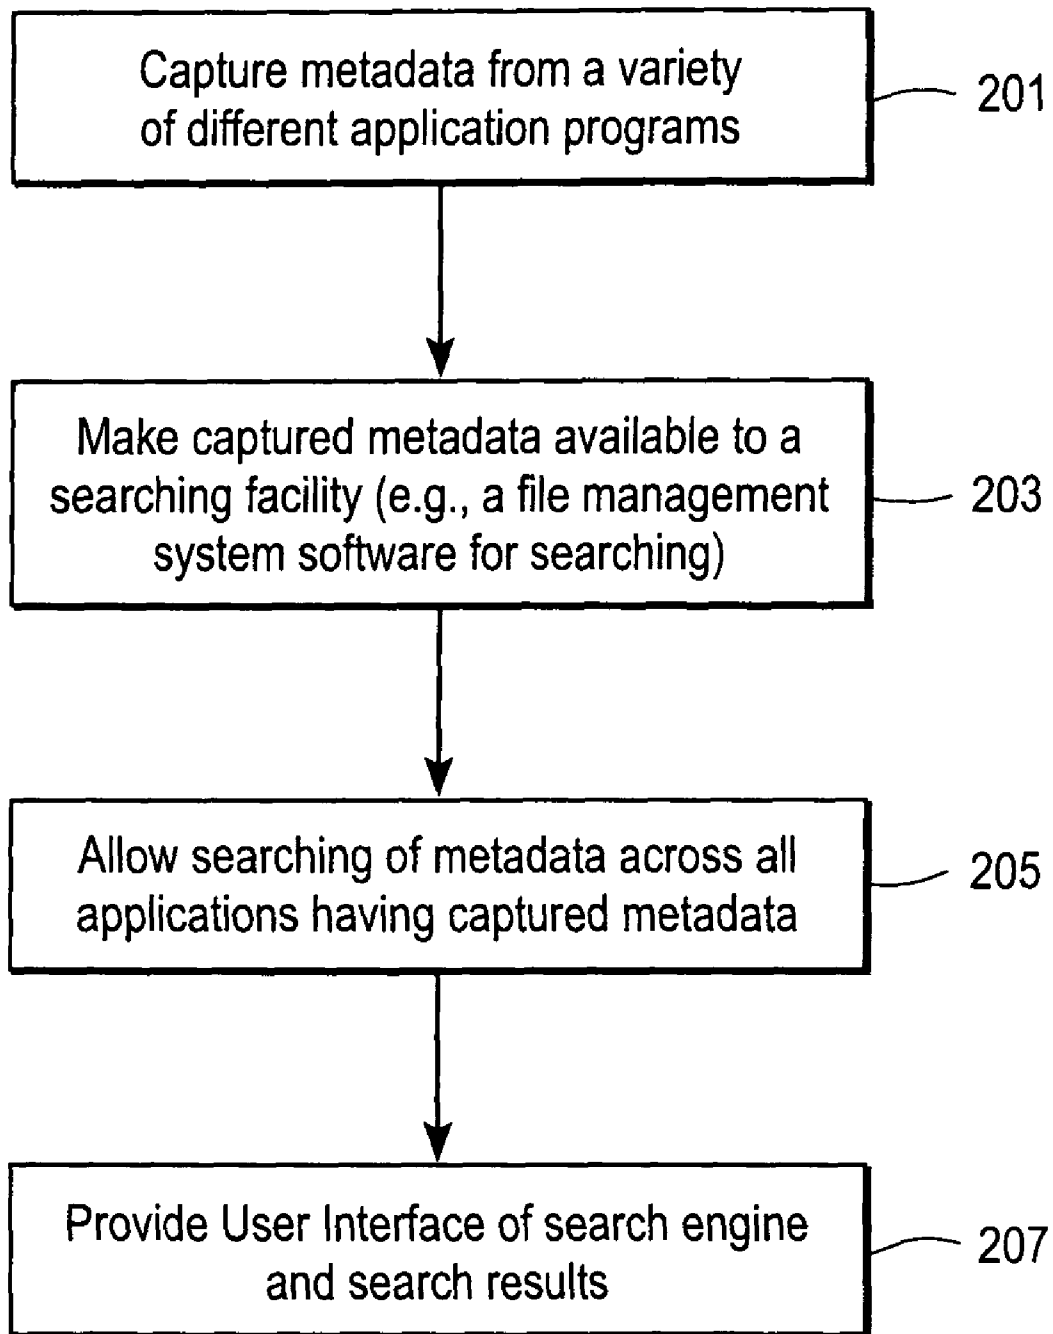 Capture metadata from a variety
of different application programs
201
Make captured metadata available to a
searching facility (e.g., a file management
system software for searching)
203
Allow searching of metadata across all
applications having captured metadata
205
Provide User Interface of search engine
and search results
207